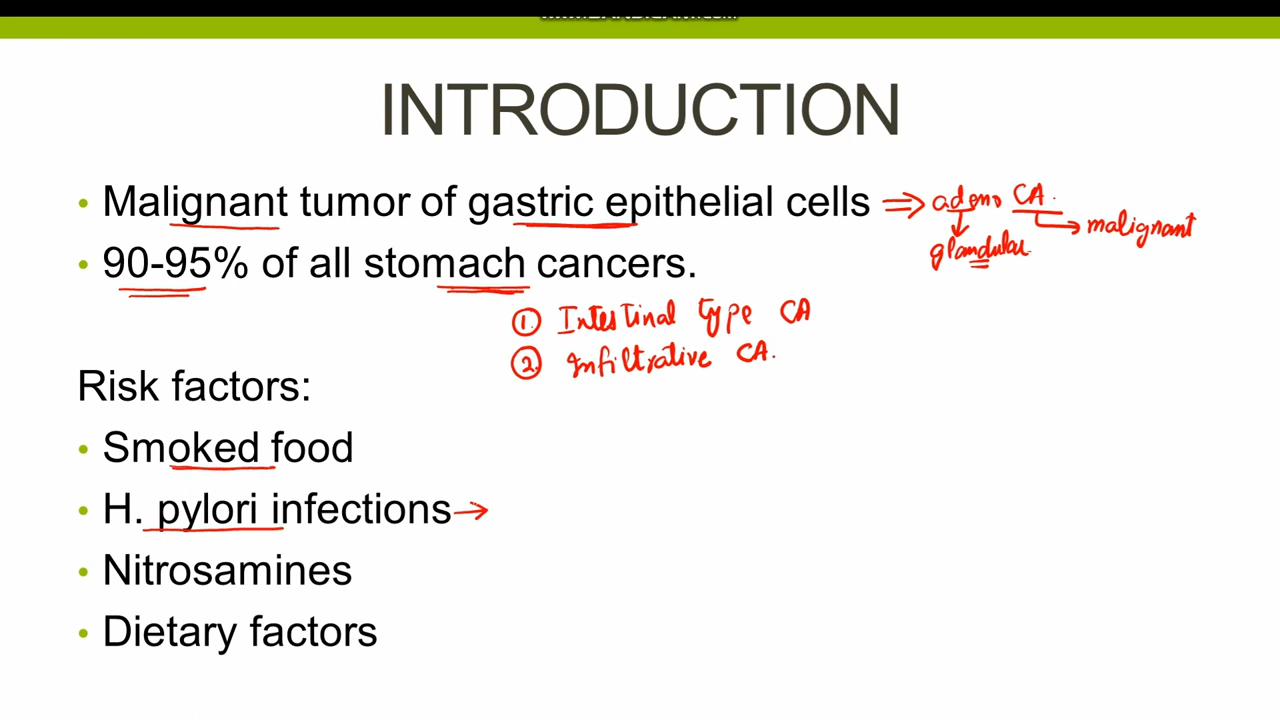 INTRODUCTION
• Malignant tumor of gastric epithelial cells ⇒ adeno CA.
malignant
glandular
• 90-95% of all stomach cancers.
① Intestinal type CA
② Infiltrative CA.
Risk factors:
• Smoked food
• H. pylori infections →
• Nitrosamines
• Dietary factors